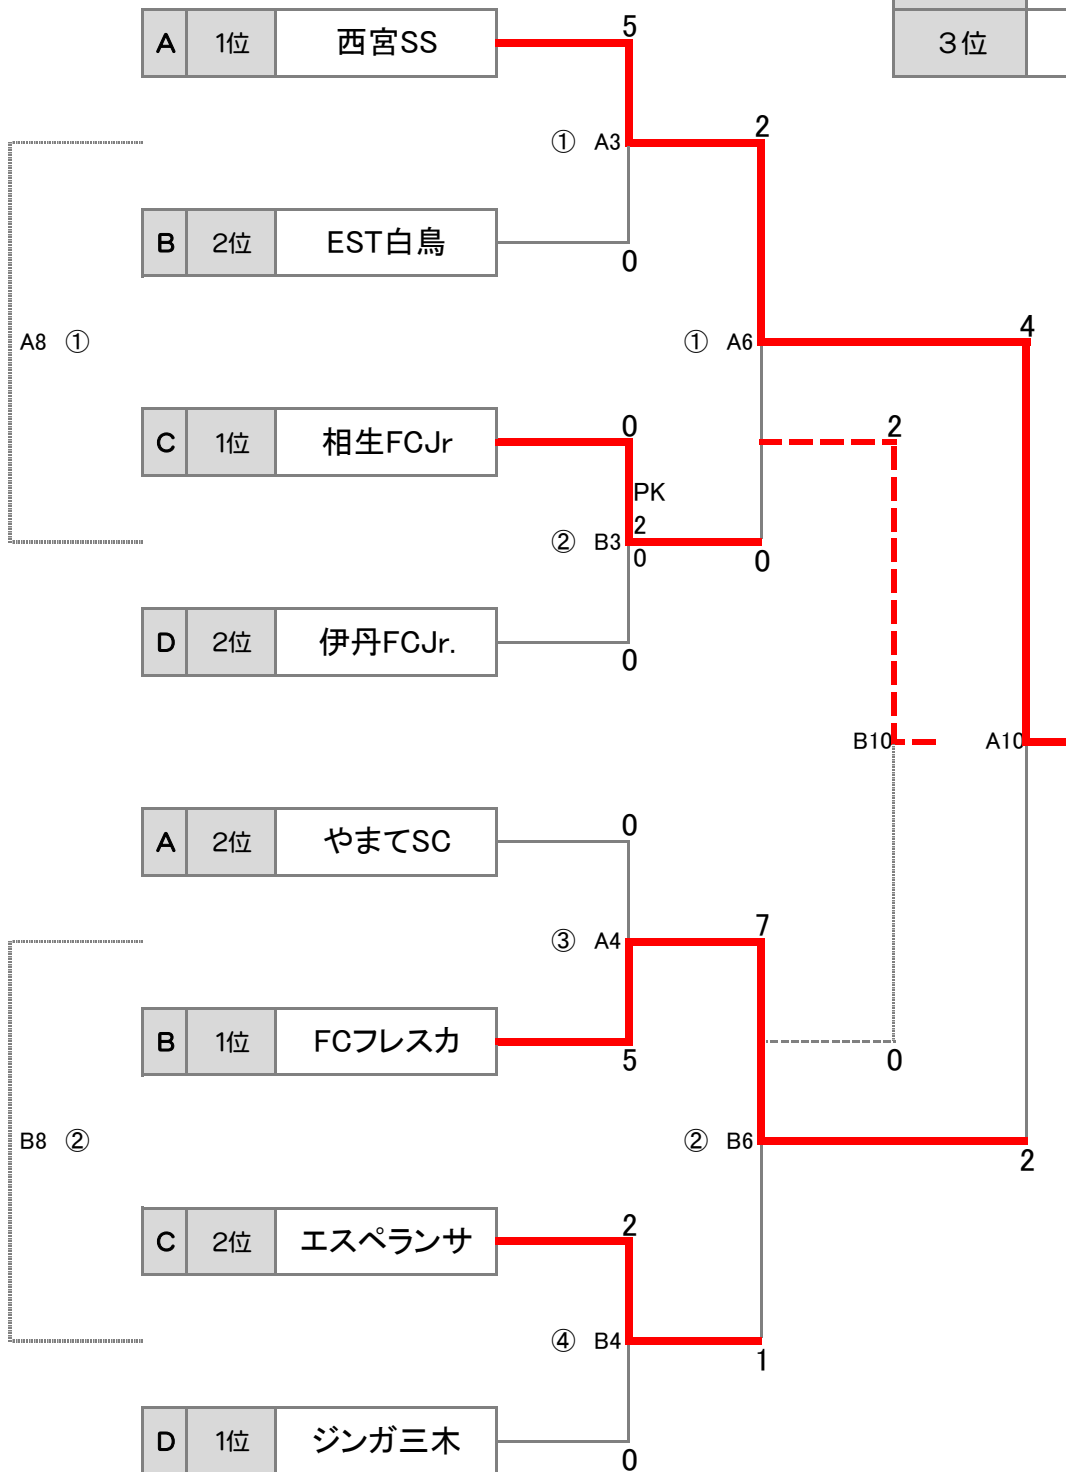 5
A 1位 西宮SS
3位
2
① A3
B 2位 EST白鳥
0
4
A8 ①
① A6
0
2
C 1位 相生FCJr
PK
2
② B3
0
0
D 2位 伊丹FCJr.
0
B10
A10
0
A 2位 やまてSC
7
③ A4
B 1位 FCフレスカ
5
0
B8 ②
② B6
2
2
C 2位 エスペランサ
④ B4
1
D 1位 ジンガ三木
0